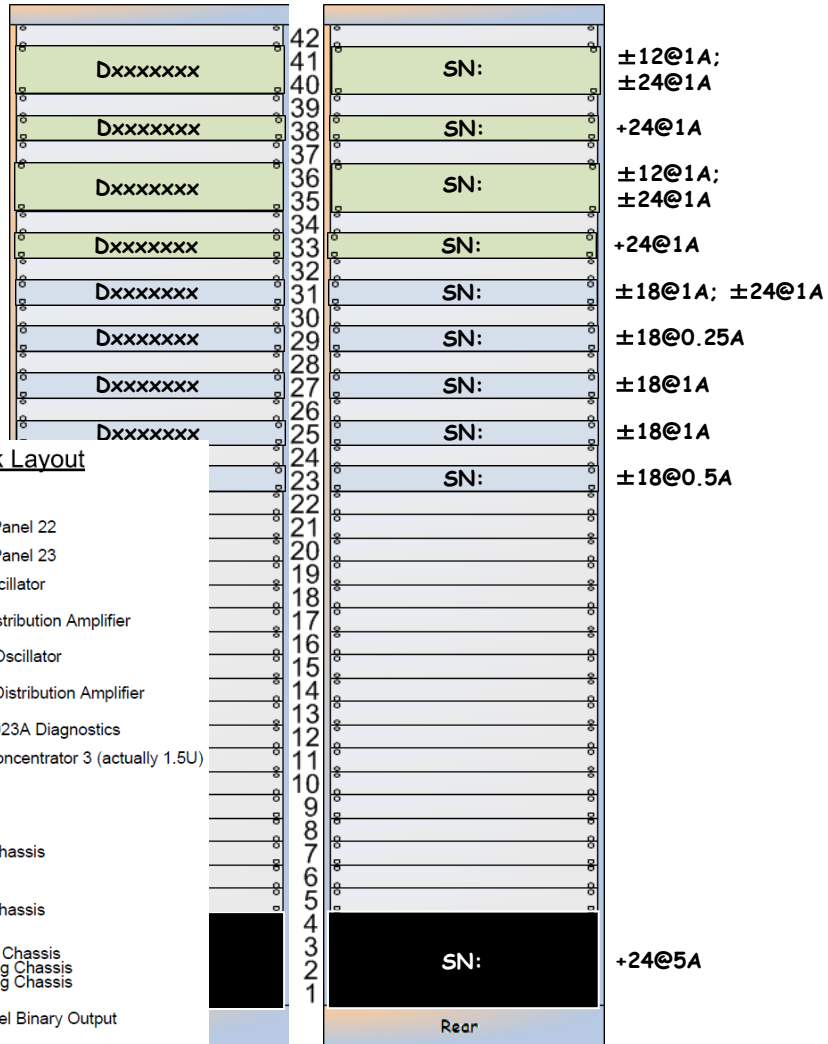 42
Dxxxxxxx 41 SN: ±12@1A;
40 ±24@1A
39
Dxxxxxxx 38 SN: +24@1A
37
Dxxxxxxx 36 SN: ±12@1A;
35 ±24@1A
34
Dxxxxxxx 33 SN: +24@1A
32
Dxxxxxxx 31 SN: ±18@1A; ±24@1A
30
Dxxxxxxx 29 SN: ±18@0.25A
28
Dxxxxxxx 27 SN: ±18@1A
26
Dxxxxxxx 25 SN: ±18@1A
24
23 SN: ±18@0.5A
22
21
20
19
18
17
16
15
14
13
12
11
10
9
8
7
6
5
4
3
2 SN: +24@5A
1
Rear
Layout
Panel 22
Panel 23
cillator
stribution Amplifier
Oscillator
Distribution Amplifier
023A Diagnostics
oncentrator 3 (actually 1.5U)
hassis
hassis
Chassis
g Chassis
g Chassis
el Binary Output